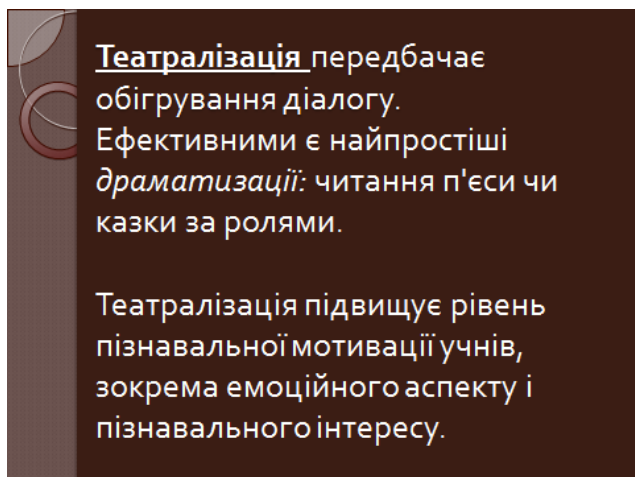 Театралізація передбачає
обігрування діалогу.
Ефективними є найпростіші
драматизації: читання п'єси чи
казки за ролями.
Театралізація підвищує рівень
пізнавальної мотивації учнів,
зокрема емоційного аспекту і
пізнавального інтересу.